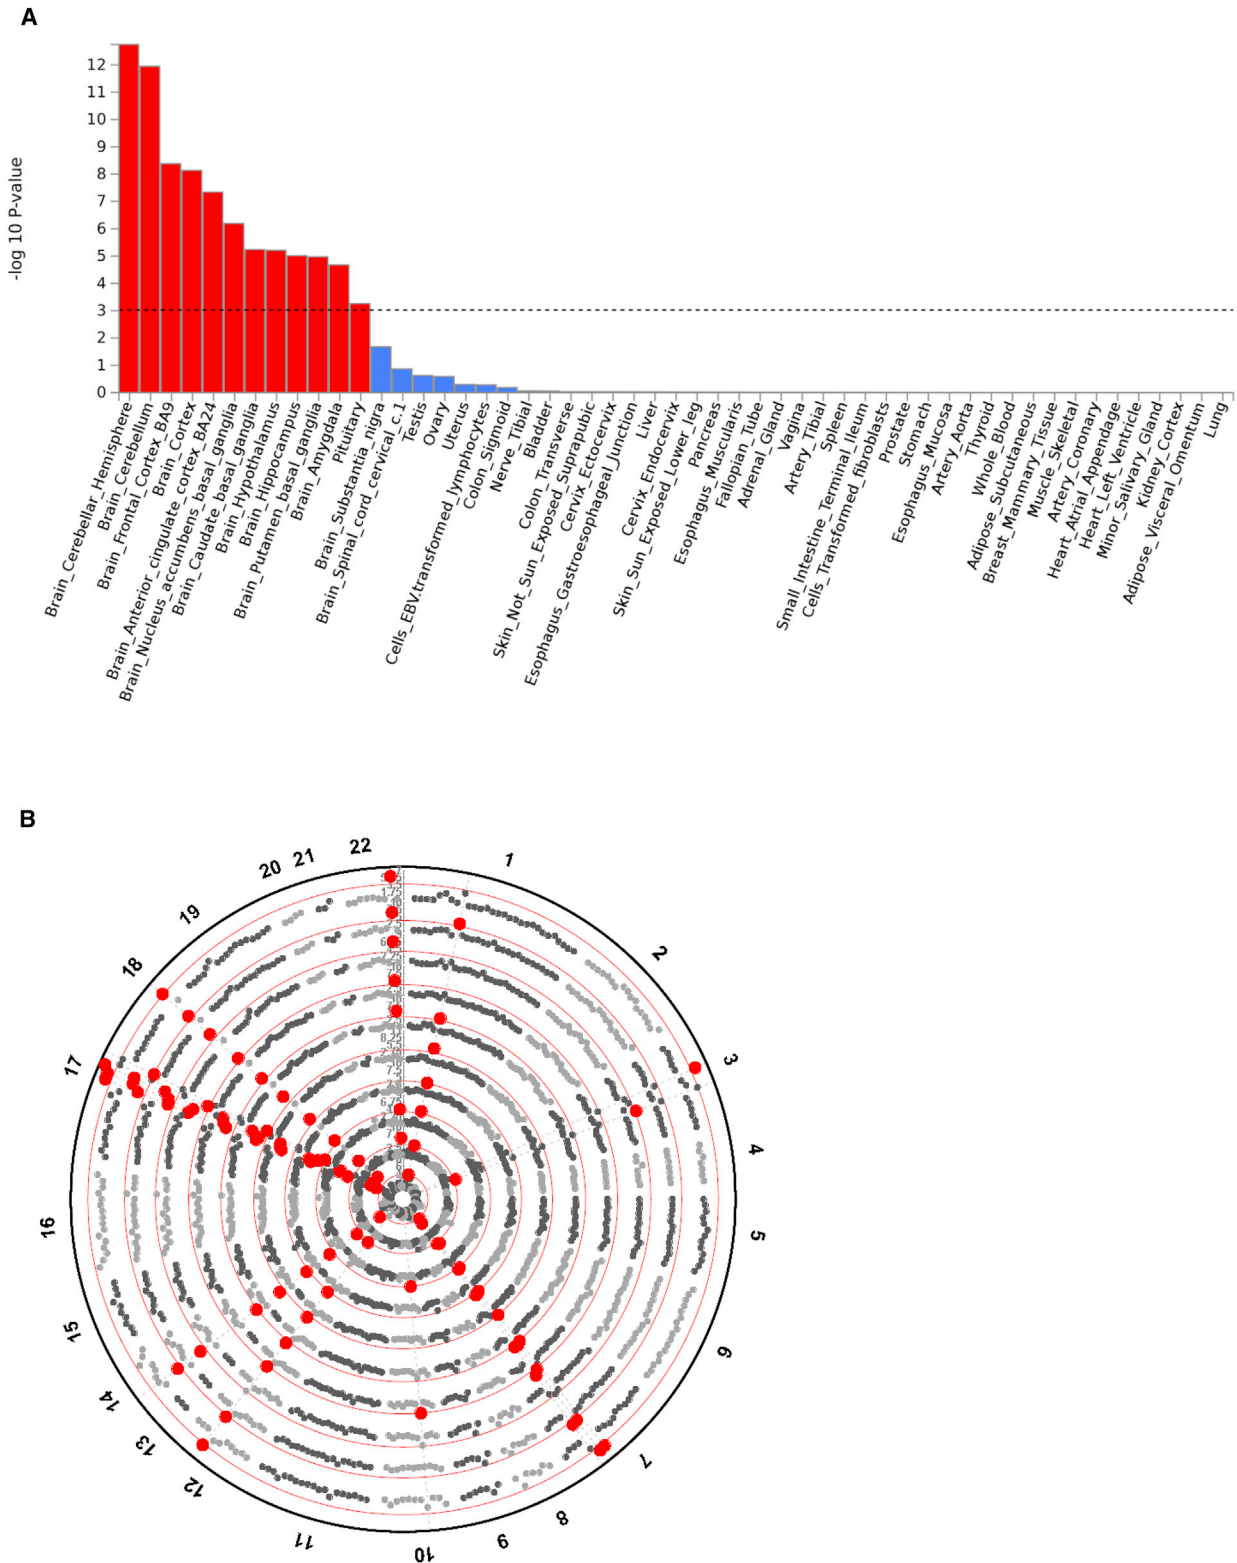 A
-log 10 P-value
12
11
10
9
8
7
6
5
4
3
2
1
0
Brain_Cerebellar_Hemisphere
Brain_Cerebellum
Brain_Frontal_Cortex_BA9
Brain_Cortex
Brain_Anterior_cingulate_cortex_BA24
Brain_Nucleus_accumbens_basal_ganglia
Brain_Caudate_basal_ganglia
Brain_Hypothalamus
Brain_Hippocampus
Brain_Putamen_basal_ganglia
Brain_Amygdala
Pituitary
Brain_Substantia_nigra
Brain_Spinal_cord_cervical_c.1
Testis
Ovary
Uterus
Cells_EBV.transformed_lymphocytes
Colon_Sigmoid
Nerve_Tibial
Bladder
Colon_Transverse
Skin_Not_Sun_Exposed_Suprapubic
Cervix_Ectocervix
Esophagus_Gastroesophageal_Junction
Liver
Cervix_Endocervix
Skin_Sun_Exposed_Lower_leg
Pancreas
Esophagus_Muscularis
Fallopian_Tube
Adrenal_Gland
Vagina
Artery_Tibial
Spleen
Small_Intestine_Terminal_Ileum
Cells_Transformed_fibroblasts
Prostate
Stomach
Esophagus_Mucosa
Artery_Aorta
Thyroid
Whole_Blood
Adipose_Subcutaneous
Breast_Mammary_Tissue
Muscle_Skeletal
Artery_Coronary
Heart_Atrial_Appendage
Heart_Left_Ventricle
Minor_Salivary_Gland
Kidney_Cortex
Adipose_Visceral_Omentum
Lung
B
1
2
3
4
5
6
7
8
9
10
11
12
13
14
15
16
17
18
19
20
21
22